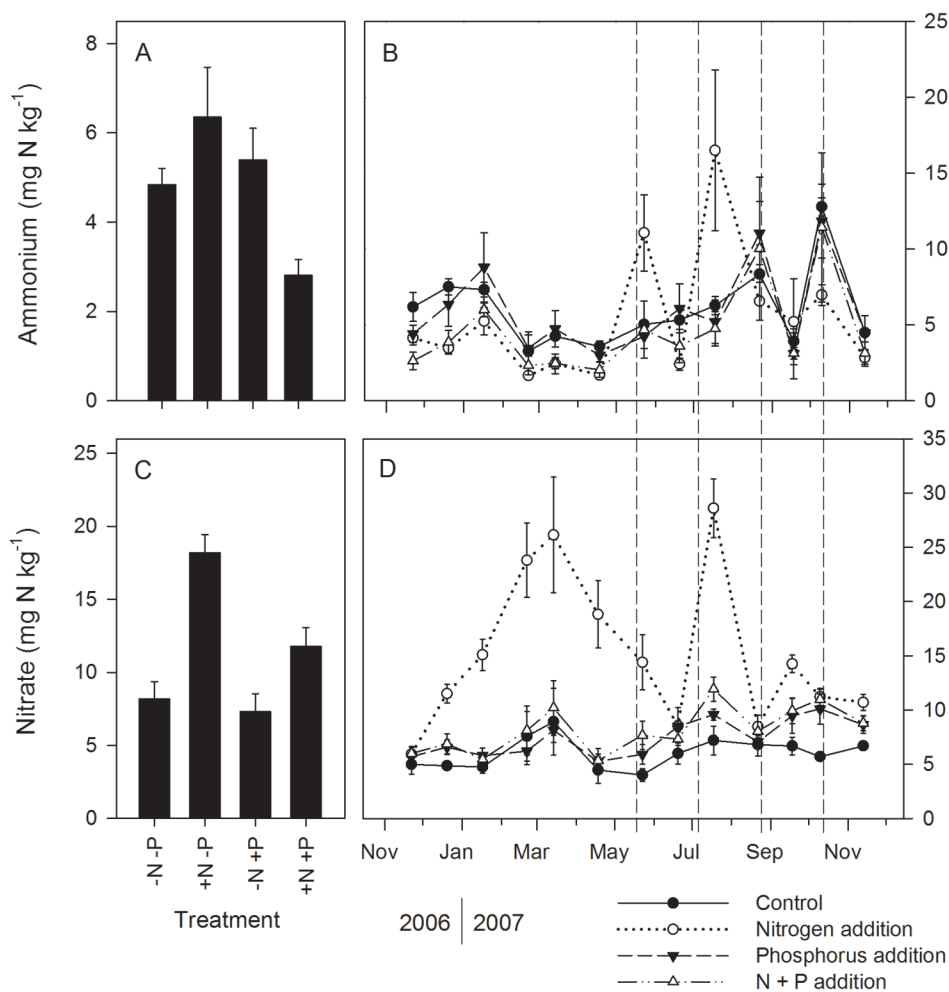 Ammonium (mg N kg-1)
8
6
4
2
0
A
B
25
20
15
10
5
0
Nitrate (mg N kg-1)
25
20
15
10
5
0
C
D
35
30
25
20
15
10
5
0
-N -P
+N -P
-N +P
+N +P
Treatment
Nov Jan Mar May Jul Sep Nov
2006 2007
Control
Nitrogen addition
Phosphorus addition
N + P addition